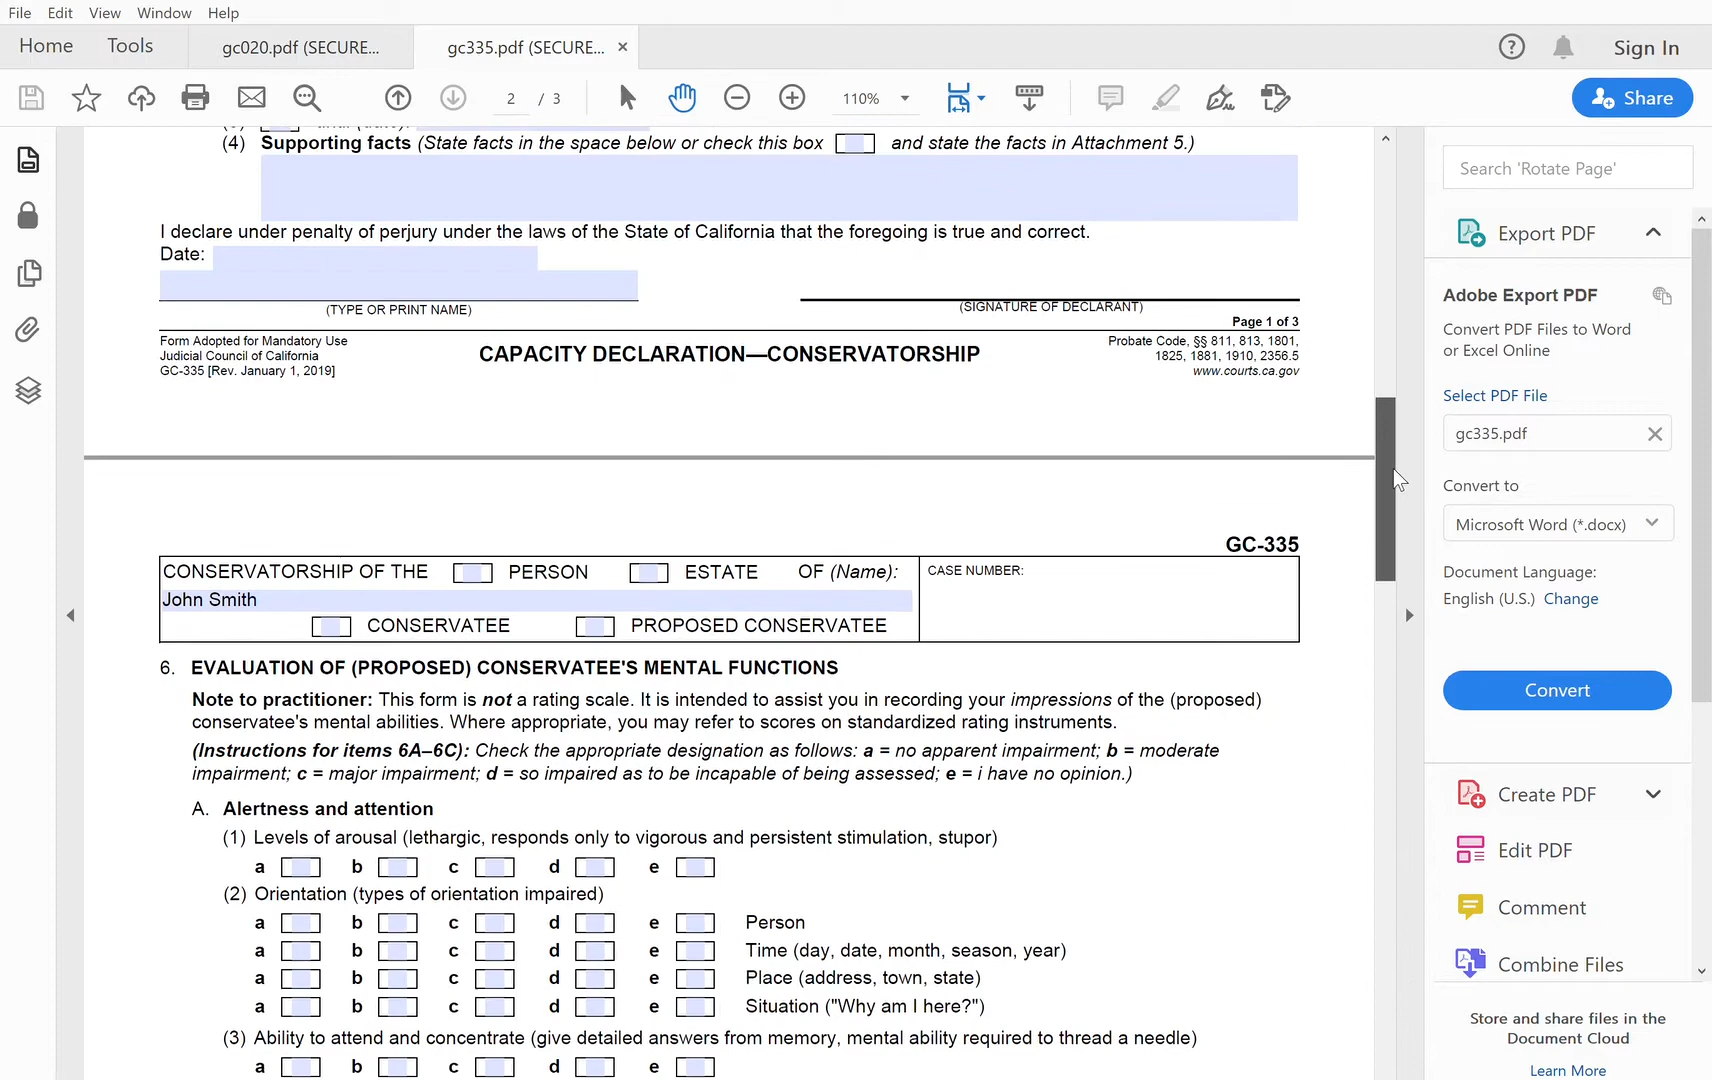 File Edit View Window Help
Home Tools gc020.pdf (SECURE... gc335.pdf (SECURE... × Sign In
2 / 3 110% Share
(4) Supporting facts (State facts in the space below or check this box and state the facts in Attachment 5.)
I declare under penalty of perjury under the laws of the State of California that the foregoing is true and correct.
Date:
(TYPE OR PRINT NAME) (SIGNATURE OF DECLARANT)
Page 1 of 3
Form Adopted for Mandatory Use
Judicial Council of California
GC-335 [Rev. January 1, 2019]
CAPACITY DECLARATION—CONSERVATORSHIP
Probate Code, §§ 811, 813, 1801,
1825, 1881, 1910, 2356.5
www.courts.ca.gov
GC-335
CONSERVATORSHIP OF THE PERSON ESTATE OF (Name): CASE NUMBER:
John Smith
CONSERVATEE PROPOSED CONSERVATEE
6. EVALUATION OF (PROPOSED) CONSERVATEE'S MENTAL FUNCTIONS
Note to practitioner: This form is not a rating scale. It is intended to assist you in recording your impressions of the (proposed)
conservatee's mental abilities. Where appropriate, you may refer to scores on standardized rating instruments.
(Instructions for items 6A–6C): Check the appropriate designation as follows: a = no apparent impairment; b = moderate
impairment; c = major impairment; d = so impaired as to be incapable of being assessed; e = i have no opinion.)
A. Alertness and attention
(1) Levels of arousal (lethargic, responds only to vigorous and persistent stimulation, stupor)
a b c d e
(2) Orientation (types of orientation impaired)
a b c d e Person
a b c d e Time (day, date, month, season, year)
a b c d e Place (address, town, state)
a b c d e Situation ("Why am I here?")
(3) Ability to attend and concentrate (give detailed answers from memory, mental ability required to thread a needle)
a b c d e
Search 'Rotate Page'
Export PDF
Adobe Export PDF
Convert PDF Files to Word
or Excel Online
Select PDF File
gc335.pdf
Convert to
Microsoft Word (*.docx)
Document Language:
English (U.S.) Change
Convert
Create PDF
Edit PDF
Comment
Combine Files
Store and share files in the
Document Cloud
Learn More